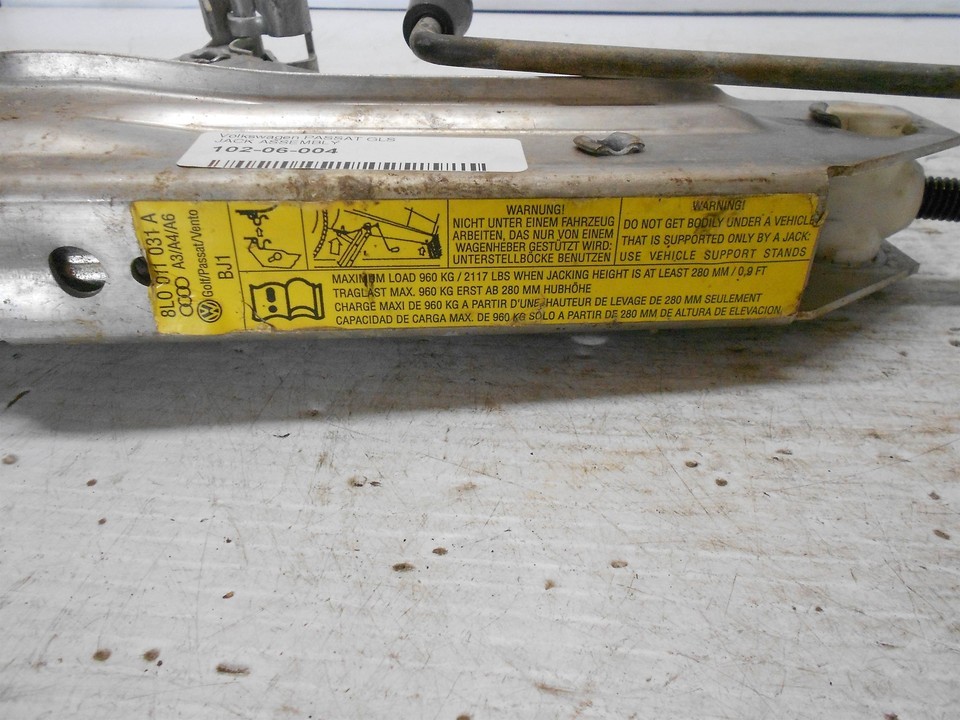 Volkswagen PASSAT GLS
JACK ASSEMBLY
102-06-004
8L0 011 031 A
A3/A4/A6
Golf/Passat/Vento
BJ1
WARNUNG!
NICHT UNTER EINEM FAHRZEUG
ARBEITEN, DAS NUR VON EINEM
WAGENHEBER GESTÜTZT WIRD:
UNTERSTELLBÖCKE BENUTZEN
WARNING!
DO NOT GET BODILY UNDER A VEHICLE
THAT IS SUPPORTED ONLY BY A JACK:
USE VEHICLE SUPPORT STANDS
MAXIMUM LOAD 960 KG / 2117 LBS WHEN JACKING HEIGHT IS AT LEAST 280 MM / 0,9 FT
TRAGLAST MAX. 960 KG ERST AB 280 MM HUBHÖHE
CHARGE MAXI DE 960 KG A PARTIR D'UNE HAUTEUR DE LEVAGE DE 280 MM SEULEMENT
CAPACIDAD DE CARGA MAX. DE 960 KG SOLO A PARTIR DE 280 MM DE ALTURA DE ELEVACION.